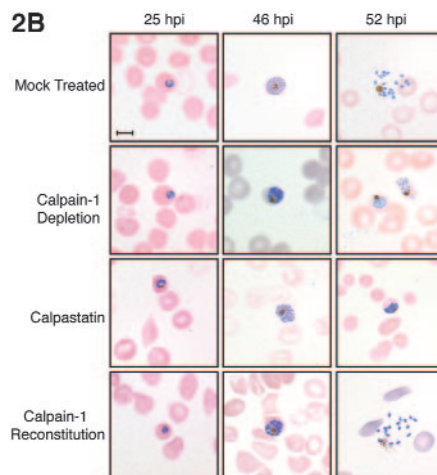 2B
25 hpi 46 hpi 52 hpi
Mock Treated
Calpain-1
Depletion
Calpastatin
Calpain-1
Reconstitution